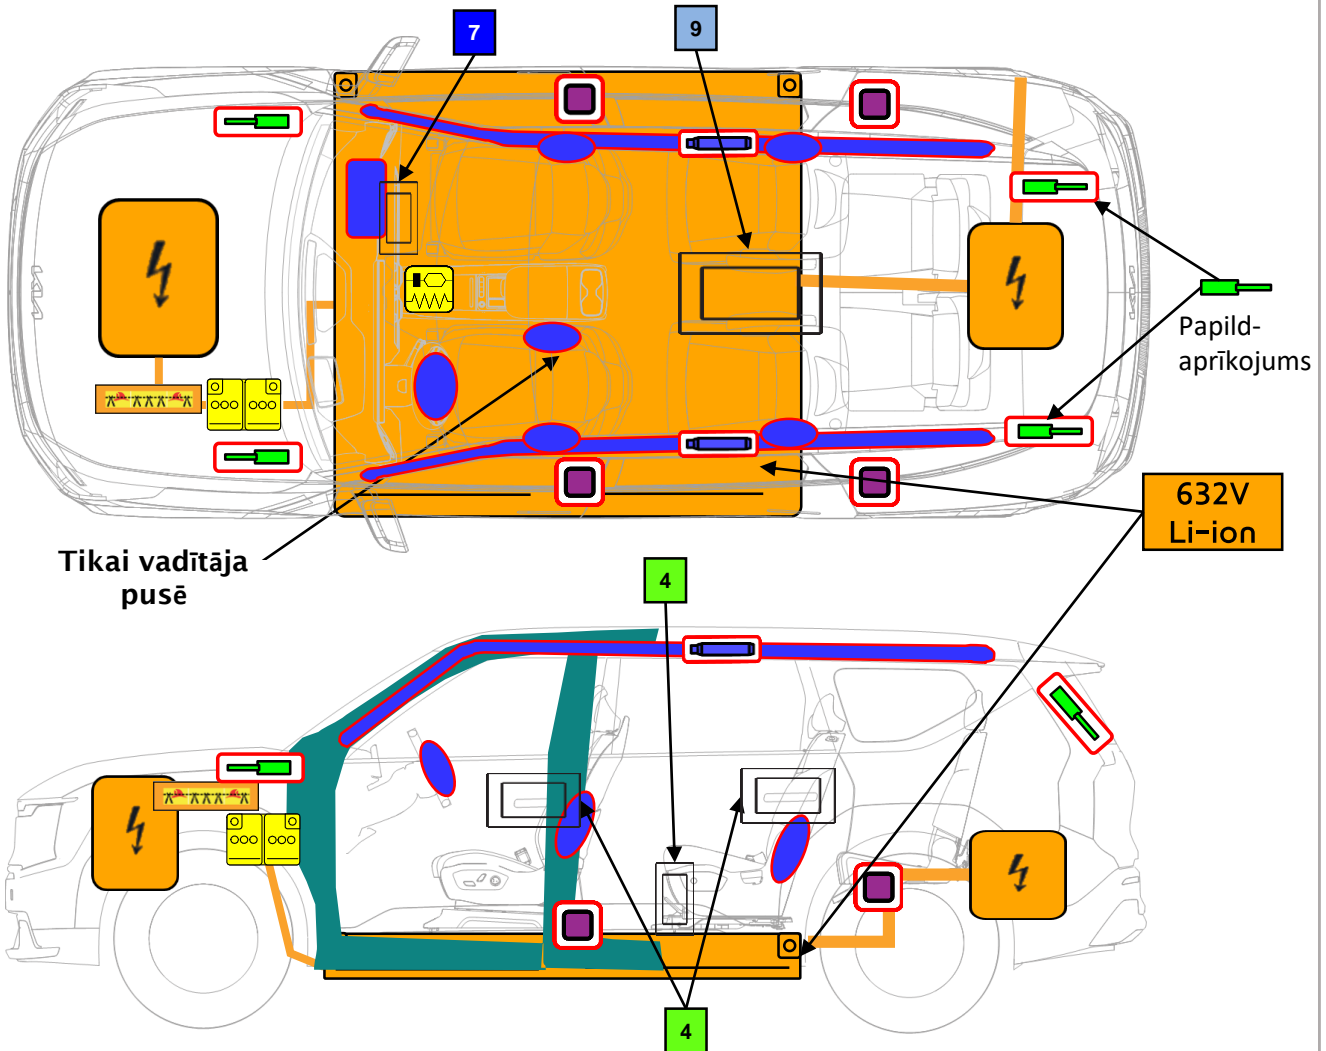 7
9
Papild-
aprīkojums
632V
Li-ion
Tikai vadītāja
pusē
4
4